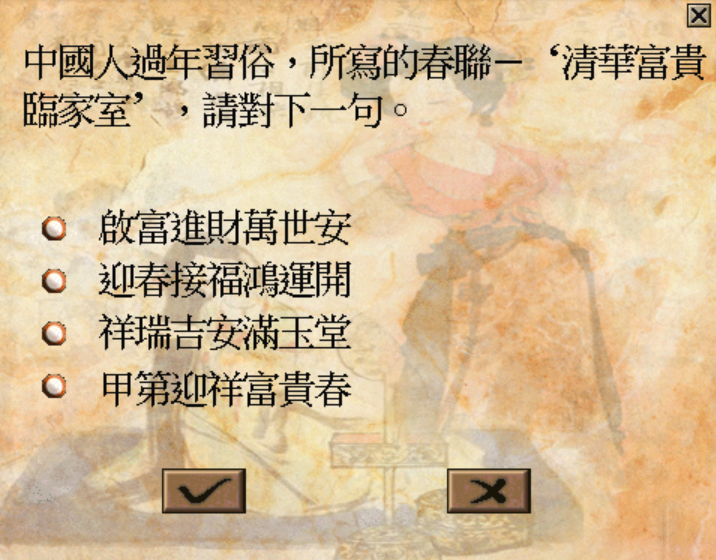 中國人過年習俗，所寫的春聯－‘清華富貴
臨家室’，請對下一句。
啟富進財萬世安
迎春接福鴻運開
祥瑞吉安滿玉堂
甲第迎祥富貴春